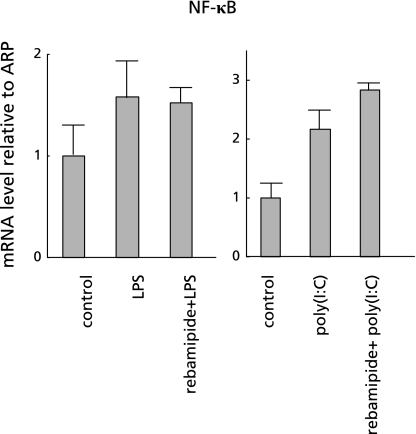 NF-κB
mRNA level relative to ARP
2
1
0
control
LPS
rebamipide+LPS
3
2
1
0
control
poly(I:C)
rebamipide+ poly(I:C)